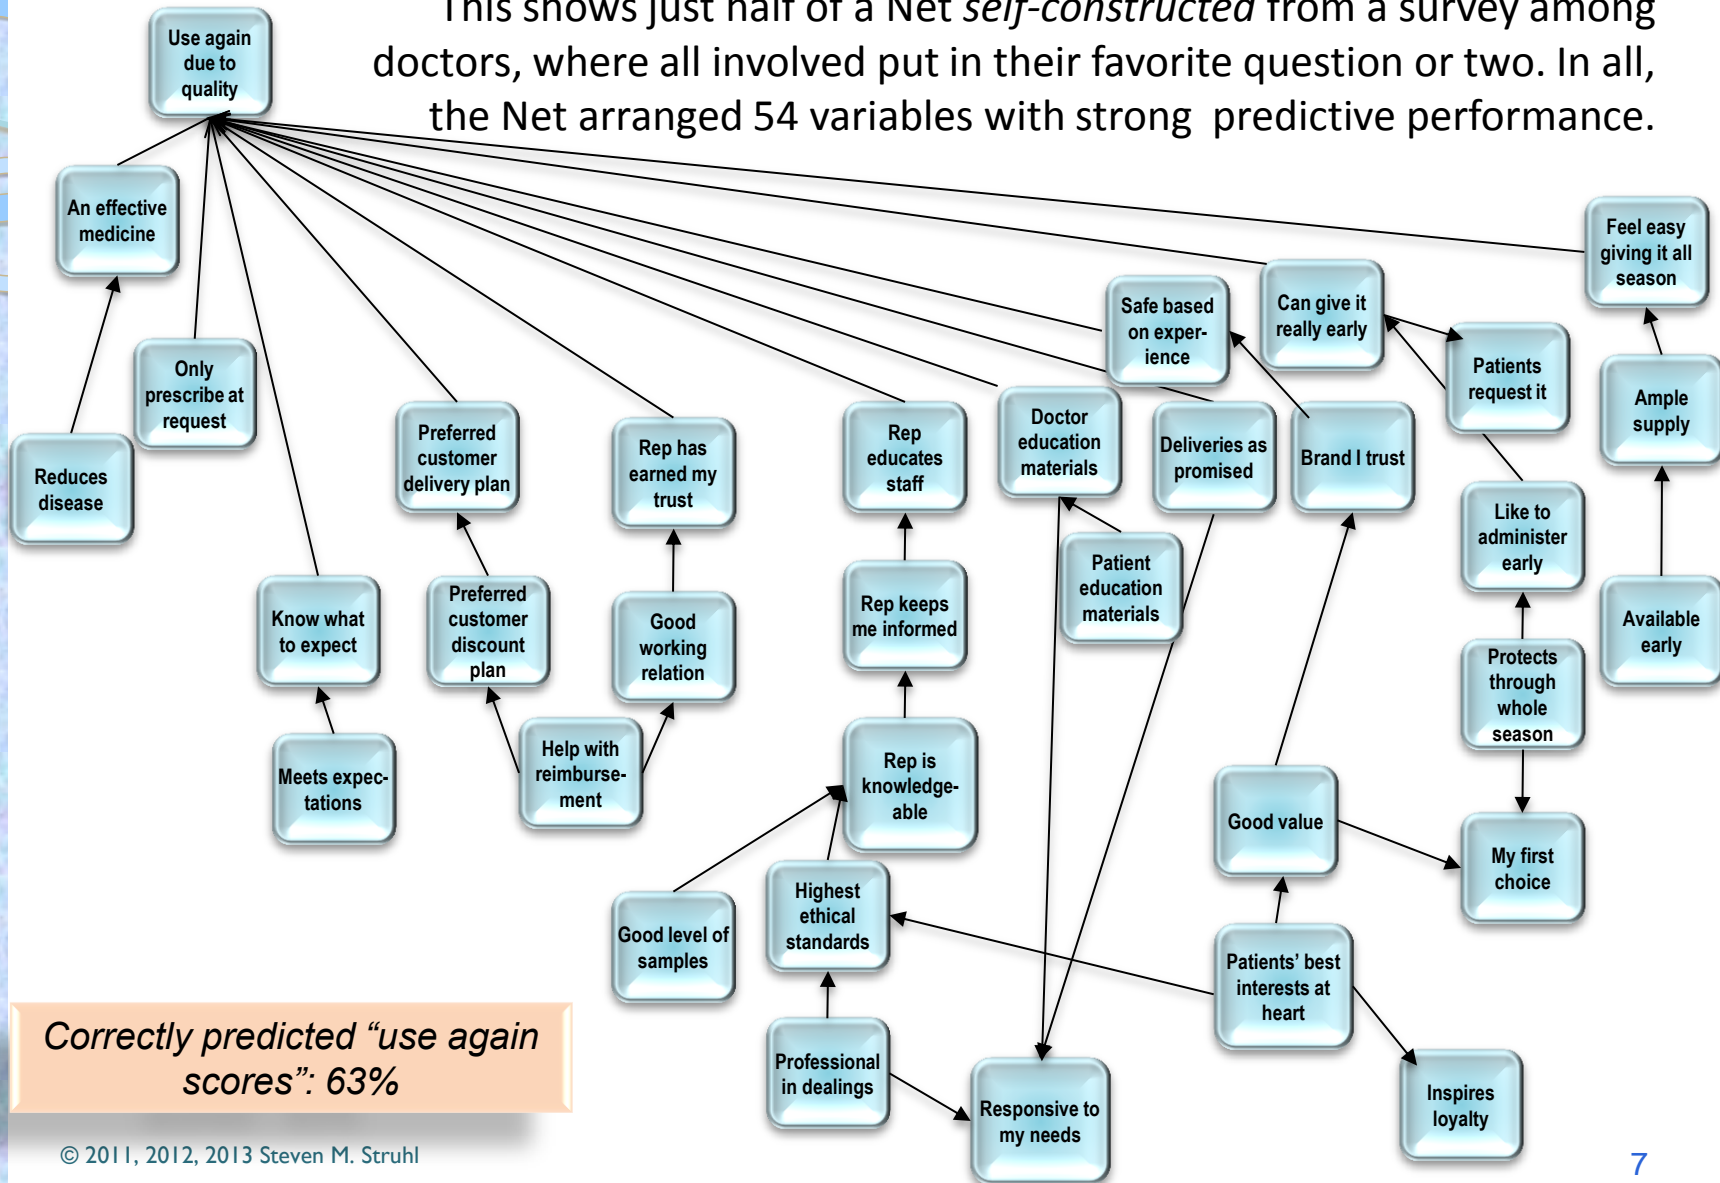 This shows just half of a Net self-constructed from a survey among
doctors, where all involved put in their favorite question or two. In all,
the Net arranged 54 variables with strong  predictive performance.
Use again
due to
quality
An effective
medicine
Feel easy
giving it all
season
Safe based
on exper-
ience
Can give it
really early
Patients
request it
Only
prescribe at
request
Ample
supply
Reduces
disease
Preferred
customer
delivery plan
Rep has
earned my
trust
Rep
educates
staff
Doctor
education
materials
Deliveries as
promised
Brand I trust
Like to
administer
early
Patient
education
materials
Know what
to expect
Preferred
customer
discount
plan
Good
working
relation
Rep keeps
me informed
Available
early
Protects
through
whole
season
Meets expec-
tations
Help with
reimburse-
ment
Rep is
knowledge-
able
Good value
My first
choice
Good level of
samples
Highest
ethical
standards
Patients’ best
interests at
heart
Professional
in dealings
Responsive to
my needs
Inspires
loyalty
Correctly predicted “use again
scores”: 63%
© 2011, 2012, 2013 Steven M. Struhl
7